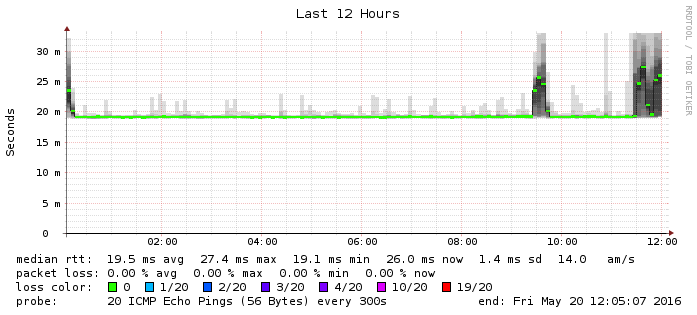 Last 12 Hours
RRDTOOL / TOBI OETIKER
Seconds
30 m
25 m
20 m
15 m
10 m
5 m
0
02:00 04:00 06:00 08:00 10:00 12:00
median rtt: 19.5 ms avg 27.4 ms max 19.1 ms min 26.0 ms now 1.4 ms sd 14.0 am/s
packet loss: 0.00 % avg 0.00 % max 0.00 % min 0.00 % now
loss color: 0 1/20 2/20 3/20 4/20 10/20 19/20
probe: 20 ICMP Echo Pings (56 Bytes) every 300s end: Fri May 20 12:05:07 2016